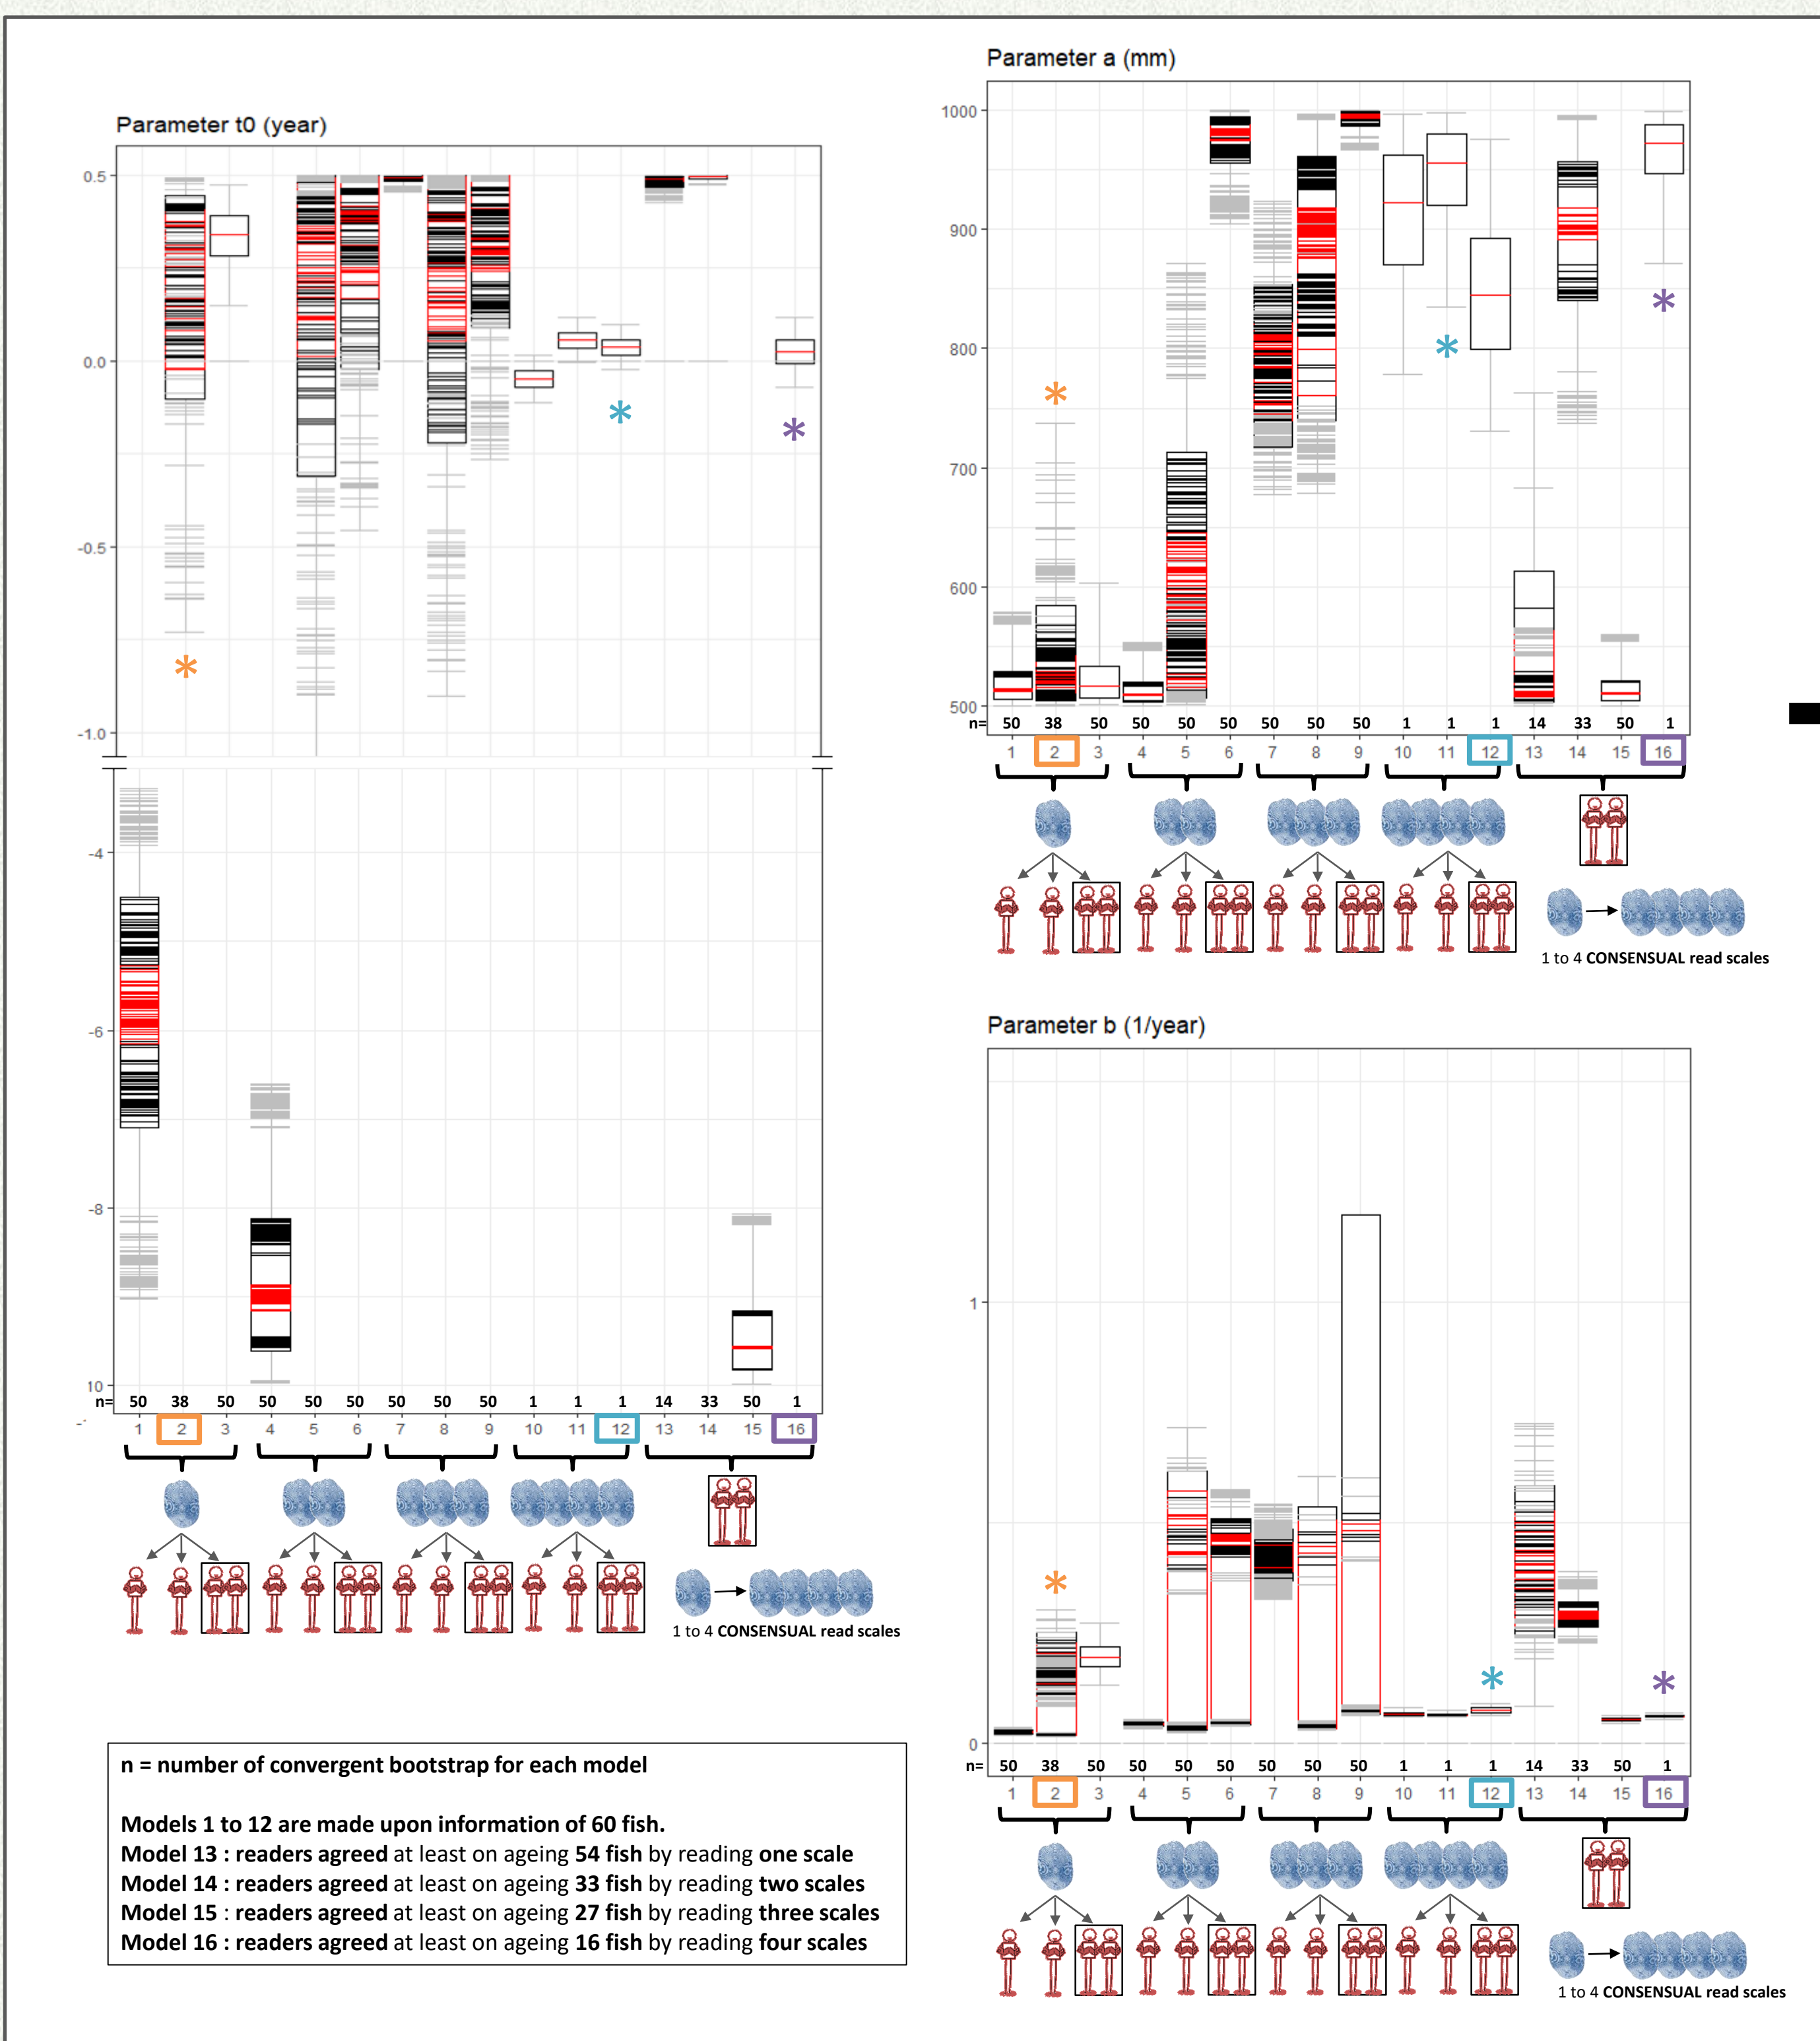 Parameter t0 (year)
0.5
0.0
-0.5
-1.0
-4
-6
-8
10
n= 50 38 50 50 50 50 50 50 50 1 1 1 14 33 50 1
1 2 3 4 5 6 7 8 9 10 11 12 13 14 15 16
1 to 4 CONSENSUAL read scales
n = number of convergent bootstrap for each model
Models 1 to 12 are made upon information of 60 fish.
Model 13 : readers agreed at least on ageing 54 fish by reading one scale
Model 14 : readers agreed at least on ageing 33 fish by reading two scales
Model 15 : readers agreed at least on ageing 27 fish by reading three scales
Model 16 : readers agreed at least on ageing 16 fish by reading four scales
Parameter a (mm)
1000
900
800
700
600
500
n= 50 38 50 50 50 50 50 50 50 1 1 1 14 33 50 1
1 2 3 4 5 6 7 8 9 10 11 12 13 14 15 16
1 to 4 CONSENSUAL read scales
Parameter b (1/year)
1
0
n= 50 38 50 50 50 50 50 50 50 1 1 1 14 33 50 1
1 2 3 4 5 6 7 8 9 10 11 12 13 14 15 16
1 to 4 CONSENSUAL read scales